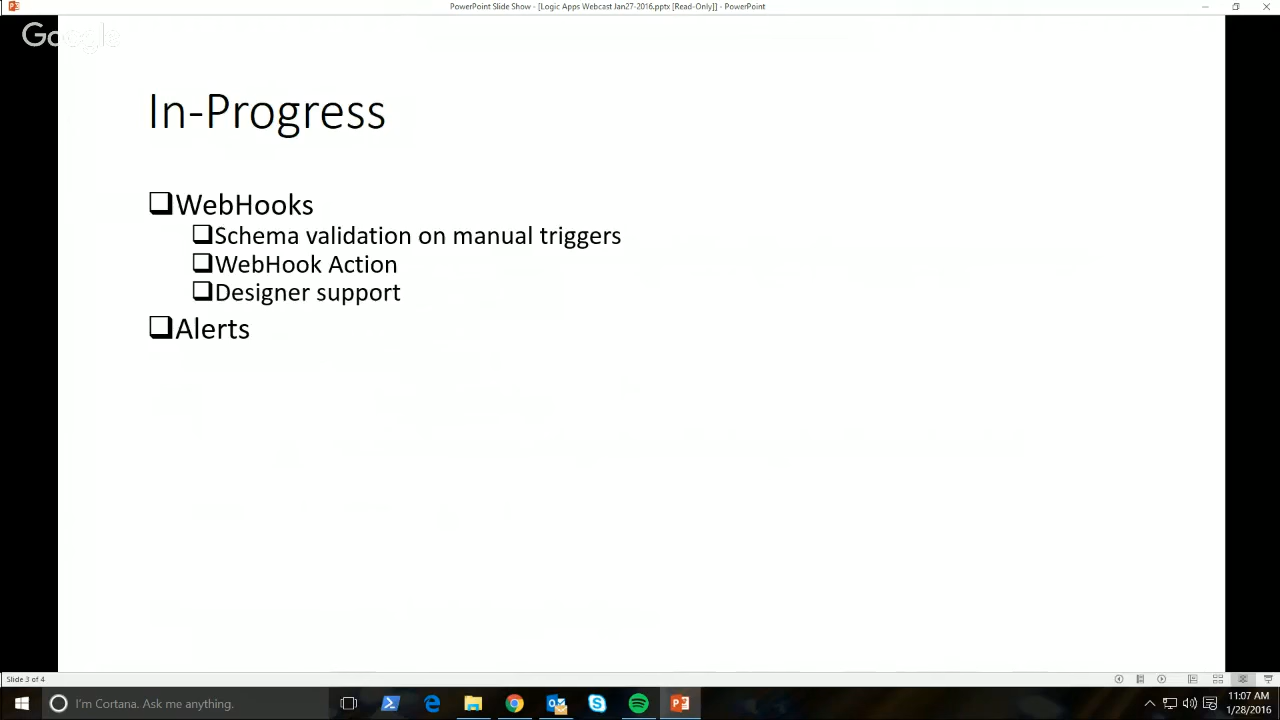 PowerPoint Slide Show - [Logic Apps Webcast Jan27-2016.pptx [Read-Only]] - PowerPoint
Google
In-Progress
WebHooks
Schema validation on manual triggers
WebHook Action
Designer support
Alerts
Slide 3 of 4
I'm Cortana. Ask me anything.
11:07 AM
1/28/2016